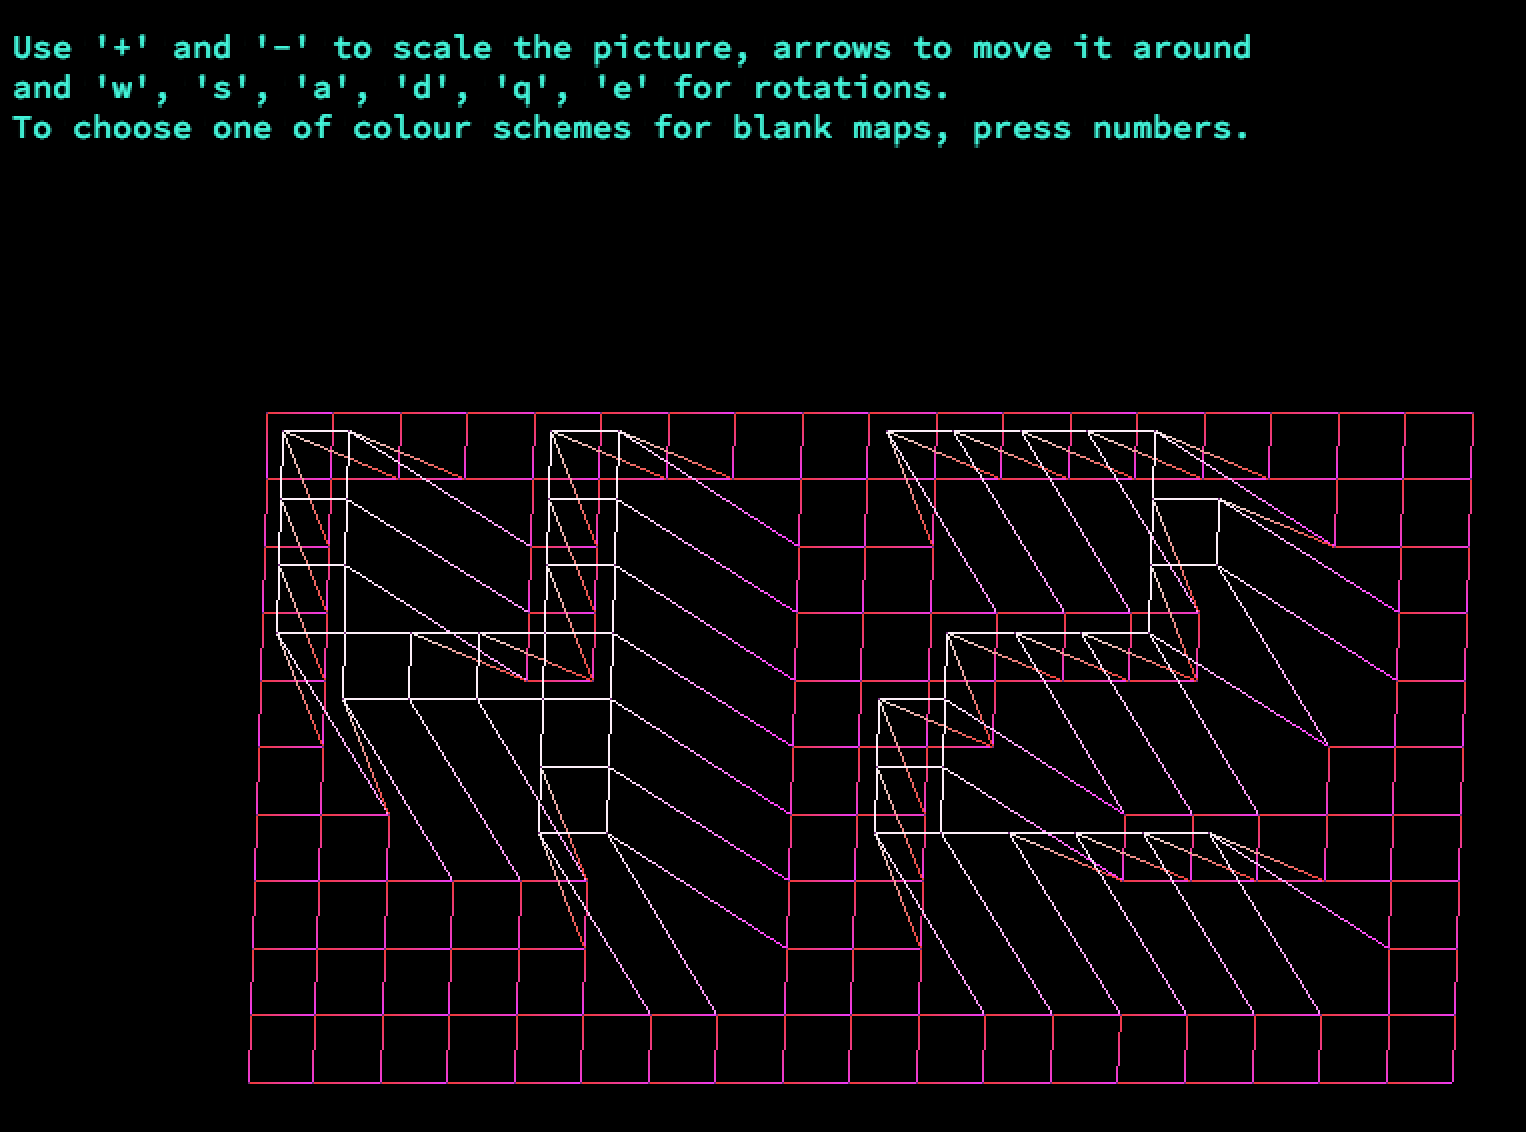 Use '+' and '-' to scale the picture, arrows to move it around
and 'w', 's', 'a', 'd', 'q', 'e' for rotations.
To choose one of colour schemes for blank maps, press numbers.
42